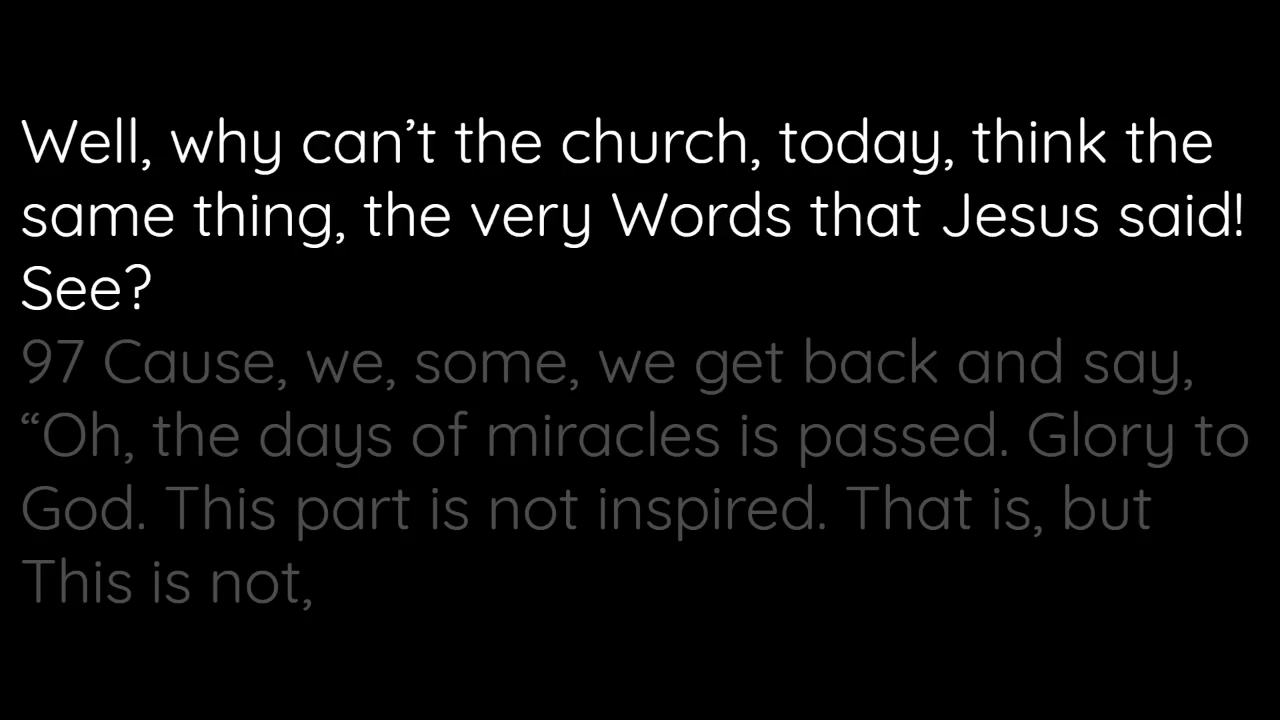 Well, why can’t the church, today, think the
same thing, the very Words that Jesus said!
See?
97 Cause, we, some, we get back and say,
“Oh, the days of miracles is passed. Glory to
God. This part is not inspired. That is, but
This is not,